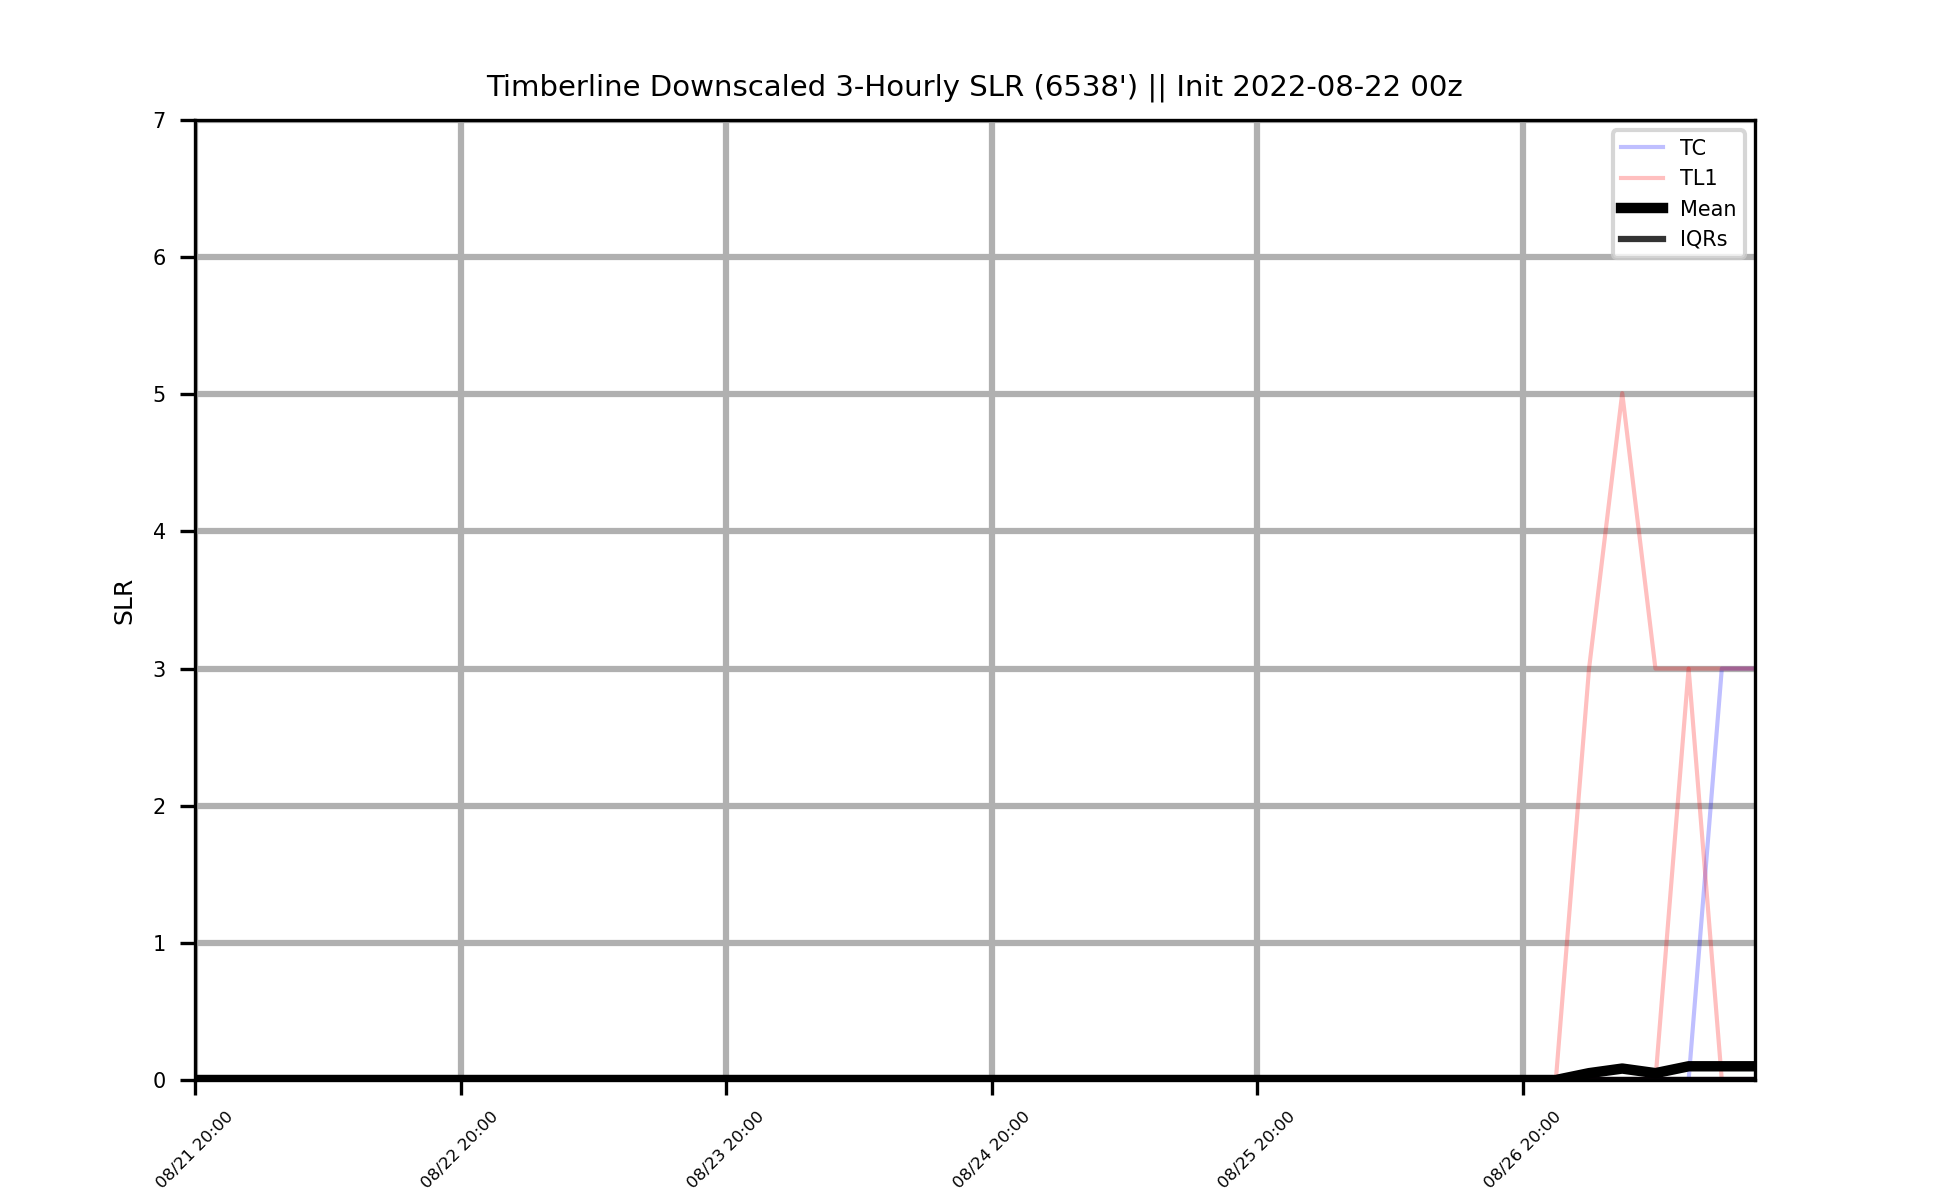 Timberline Downscaled 3-Hourly SLR (6538') || Init 2022-08-22 00z
TC
TL1
Mean
IQRs
SLR
7
6
5
4
3
2
1
0
08/21 20:00
08/22 20:00
08/23 20:00
08/24 20:00
08/25 20:00
08/26 20:00